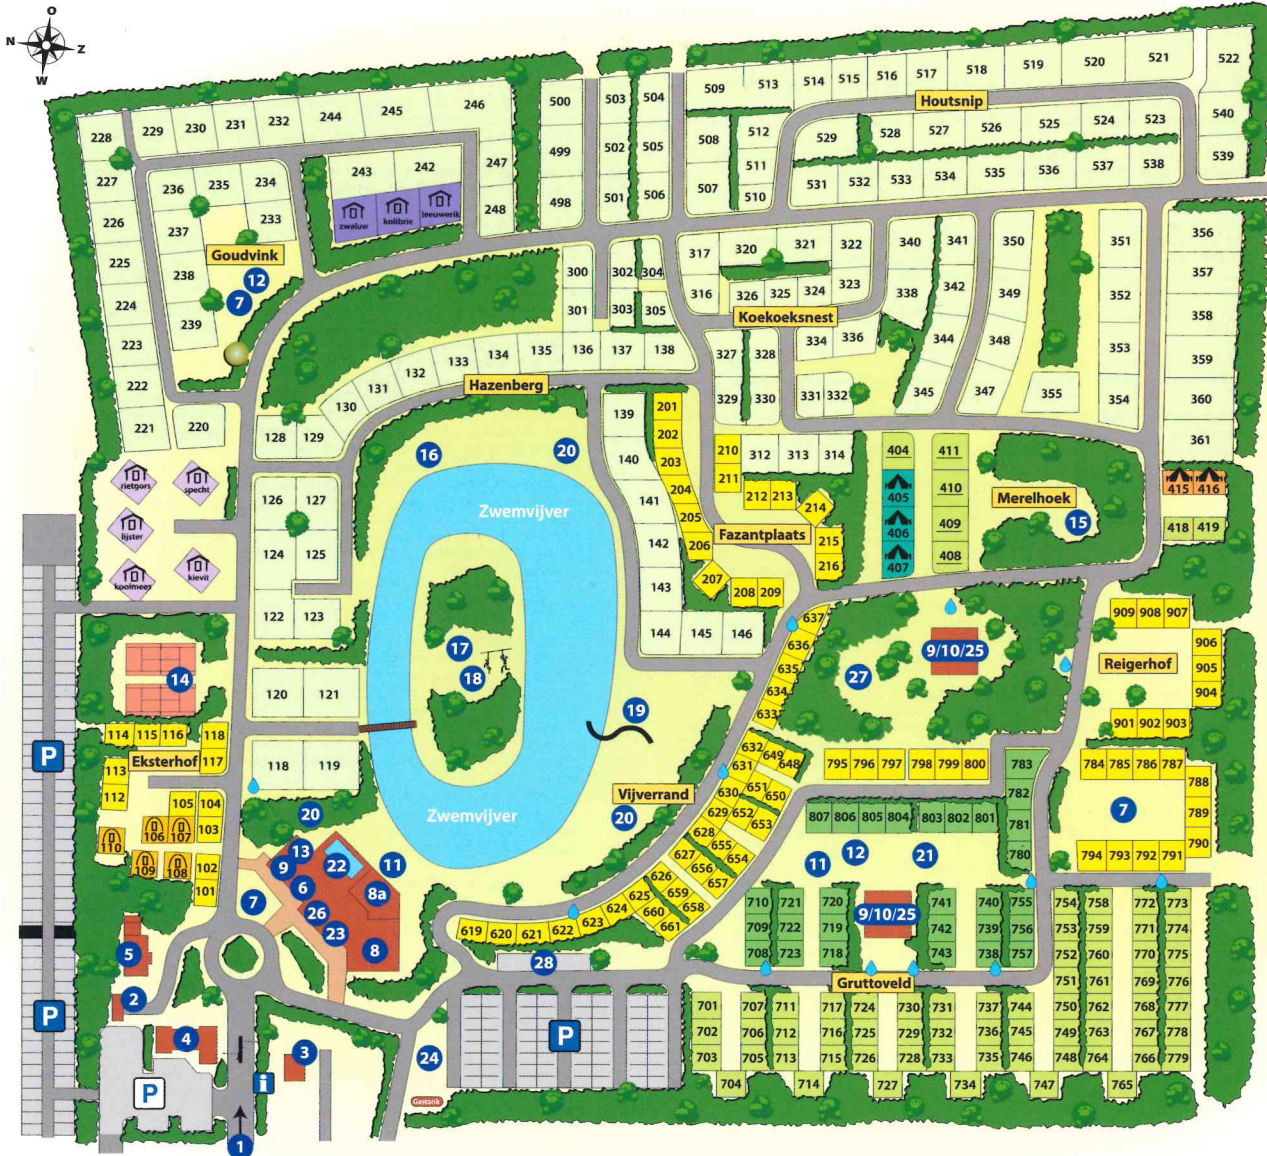 O
N
Z
W
228 229 230 231 232 244 245 246
227 236 235 234 243 242 247
226 237 233 zwaluw kolibrie leeuwerik 248
225 Goudvink
224 238 12
7
223 239
222
221 220
500 503 504
499 502 505
498 501 506
509 513 514 515 516 517 518 519 520 521 522
Houtsnip
508 512 529 528 527 526 525 524 523 540
511 539
507 510 531 532 533 534 535 536 537 538
300 302 304
301 303 305
317 320 321 322 340 341 350 351 356
316 326 325 324 323 338 342 349 352 357
Koekoeksnest 358
327 328 334 336 344 348 353 359
329 330 331 332 345 347 355 354 360
361
128 129 130 131 132 133 134 135 136 137 138
Hazenberg
126 127
124 125
122 123
120 121
118 119
16 20
Zwemvijver
17
18
19
Zwemvijver
139
140
141
142
143
144 145 146
201
202
203
204
205
206
207
208 209
210
211
212 213
214
215
216
312 313 314
Fazantplaats
404 411
405 410
406 409
407 408
Merelhoek
15
415 416
418 419
rietgors specht
lijster
koolmees kievit
14
P
114 115 116 118
Eksterhof 117
113
112 105 104
110 106 107 103
109 108 102
101
20
13
9 22 11
6 8a
7 26
23
8
5
2
4
3
P
P
i
1
24
Gestank
28
P
637
636
635
634
633
632 649 648
631 651 650
630 652 653
629
628 655 654
627 656 657
626 659 658
625 660 661
619 620 621 622 623 624
Vijverrand
20
9/10/25
27
909 908 907
906
Reigerhof 905
904
901 902 903
795 796 797 798 799 800
783
782
781
780
784 785 786 787
788
7 789
790
794 793 792 791
807 806 805 804 803 802 801
11 12 21
710 721 720 9/10/25 741 740 755 754 758 772 773
709 722 719 742 739 756 753 759 771 774
708 723 718 743 738 757 752 760 770 775
Gruttoveld 751 761 769 776
701 707 711 717 724 730 731 737 744 750 762 768 777
702 706 712 716 725 729 732 736 745 749 763 767 778
703 705 713 715 726 728 733 735 746 748 764 766 779
704 714 727 734 747 765